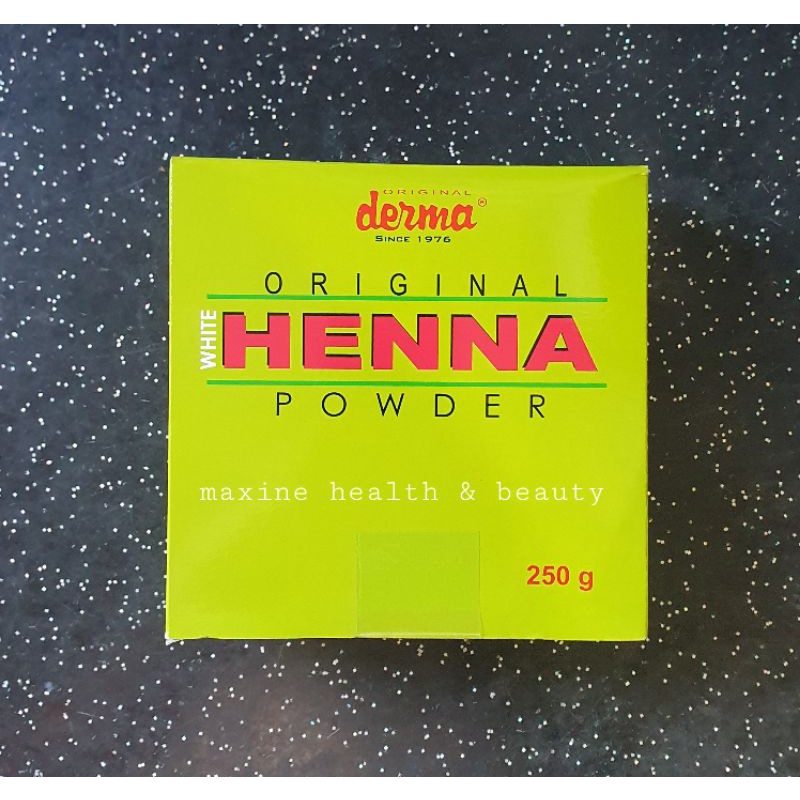 ORIGINAL
derma®
SINCE 1976
ORIGINAL
WHITE
HENNA
POWDER
maxine health & beauty
250 g